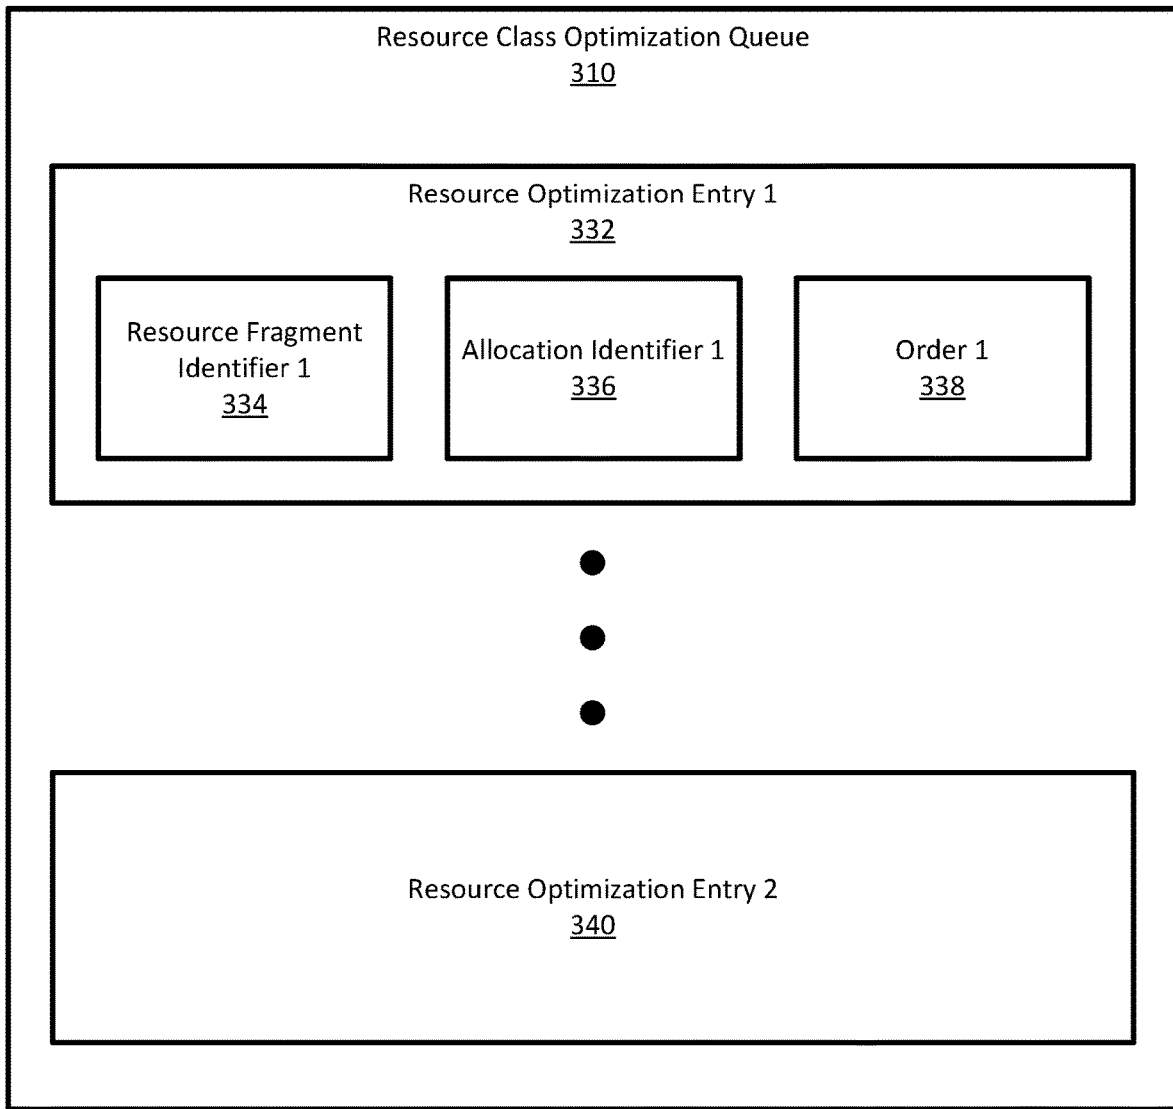 Resource Class Optimization Queue
310
Resource Optimization Entry 1
332
Resource Fragment
Identifier 1
334
Allocation Identifier 1
336
Order 1
338
Resource Optimization Entry 2
340